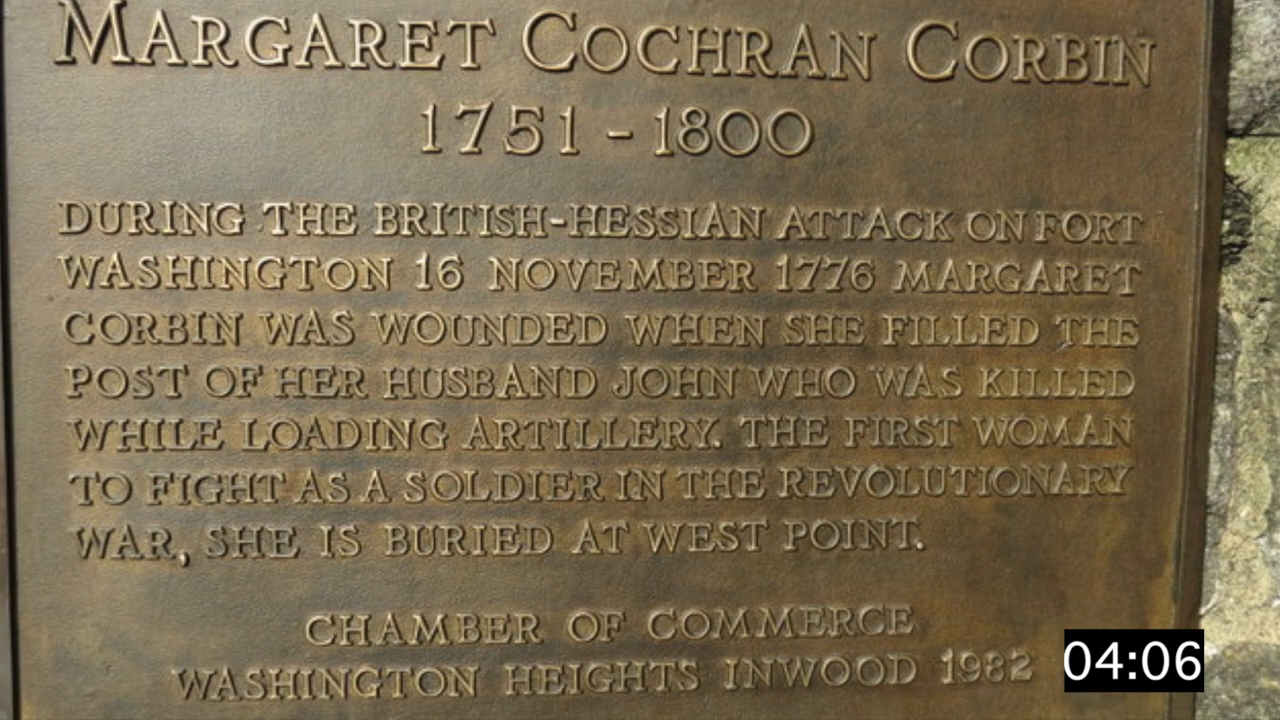 MARGARET COCHRAN CORBIN
1751 - 1800
DURING THE BRITISH-HESSIAN ATTACK ON FORT
WASHINGTON 16 NOVEMBER 1776 MARGARET
CORBIN WAS WOUNDED WHEN SHE FILLED THE
POST OF HER HUSBAND JOHN WHO WAS KILLED
WHILE LOADING ARTILLERY. THE FIRST WOMAN
TO FIGHT AS A SOLDIER IN THE REVOLUTIONARY
WAR, SHE IS BURIED AT WEST POINT.
CHAMBER OF COMMERCE
WASHINGTON HEIGHTS INWOOD 1982
04:06